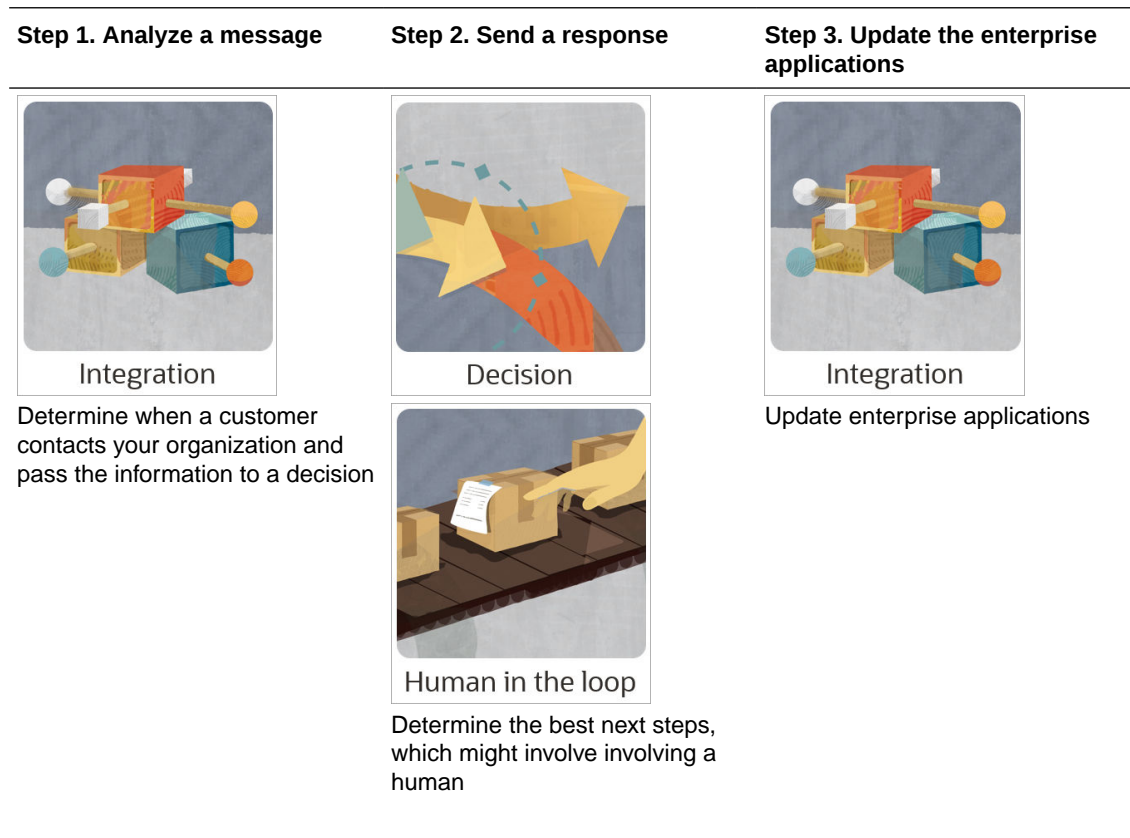 Step 1. Analyze a message
Step 2. Send a response
Step 3. Update the enterprise
applications
Integration
Determine when a customer
contacts your organization and
pass the information to a decision
Decision
Human in the loop
Determine the best next steps,
which might involve involving a
human
Integration
Update enterprise applications